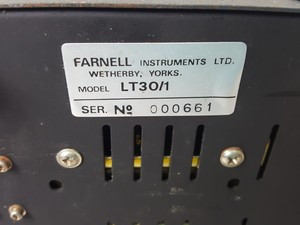 FARNELL INSTRUMENTS LTD.
WETHERBY, YORKS.
MODEL LT30/1
SER. Nº 000661